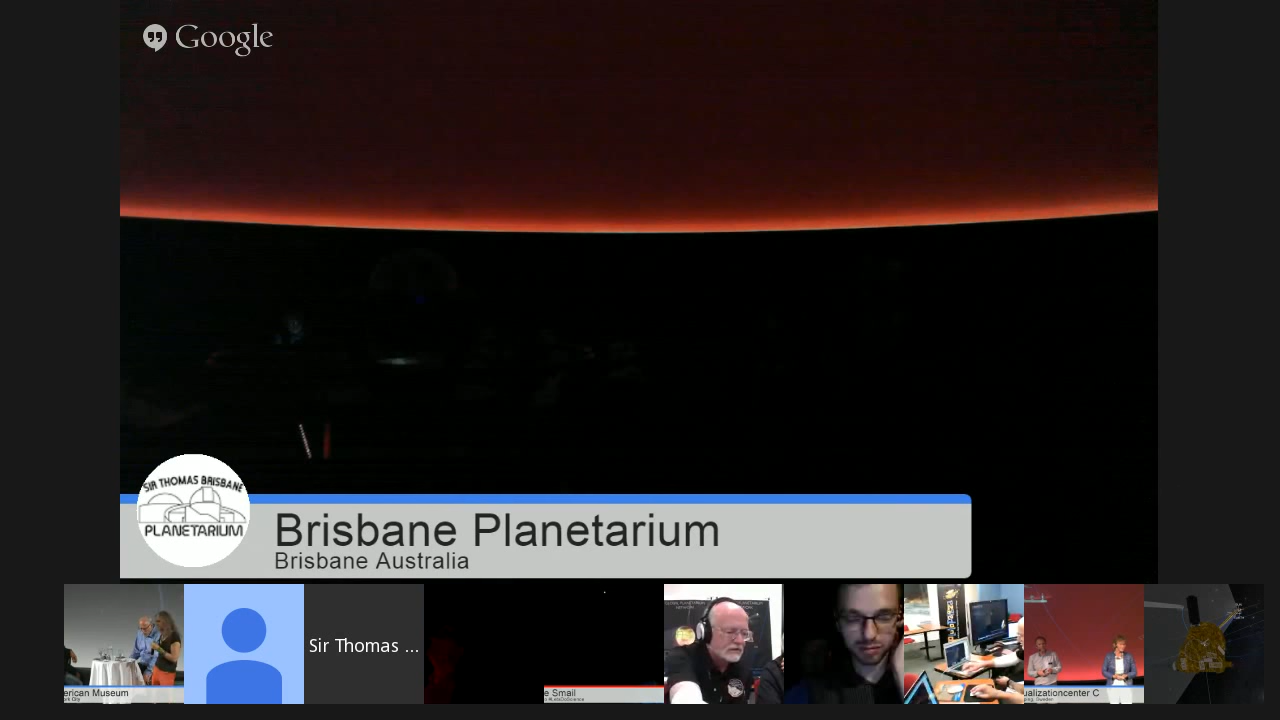 Google
SIR THOMAS BRISBANE
PLANETARIUM
Brisbane Planetarium
Brisbane Australia
erican Museum
Sir Thomas ...
e Smail
ualizationcenter C